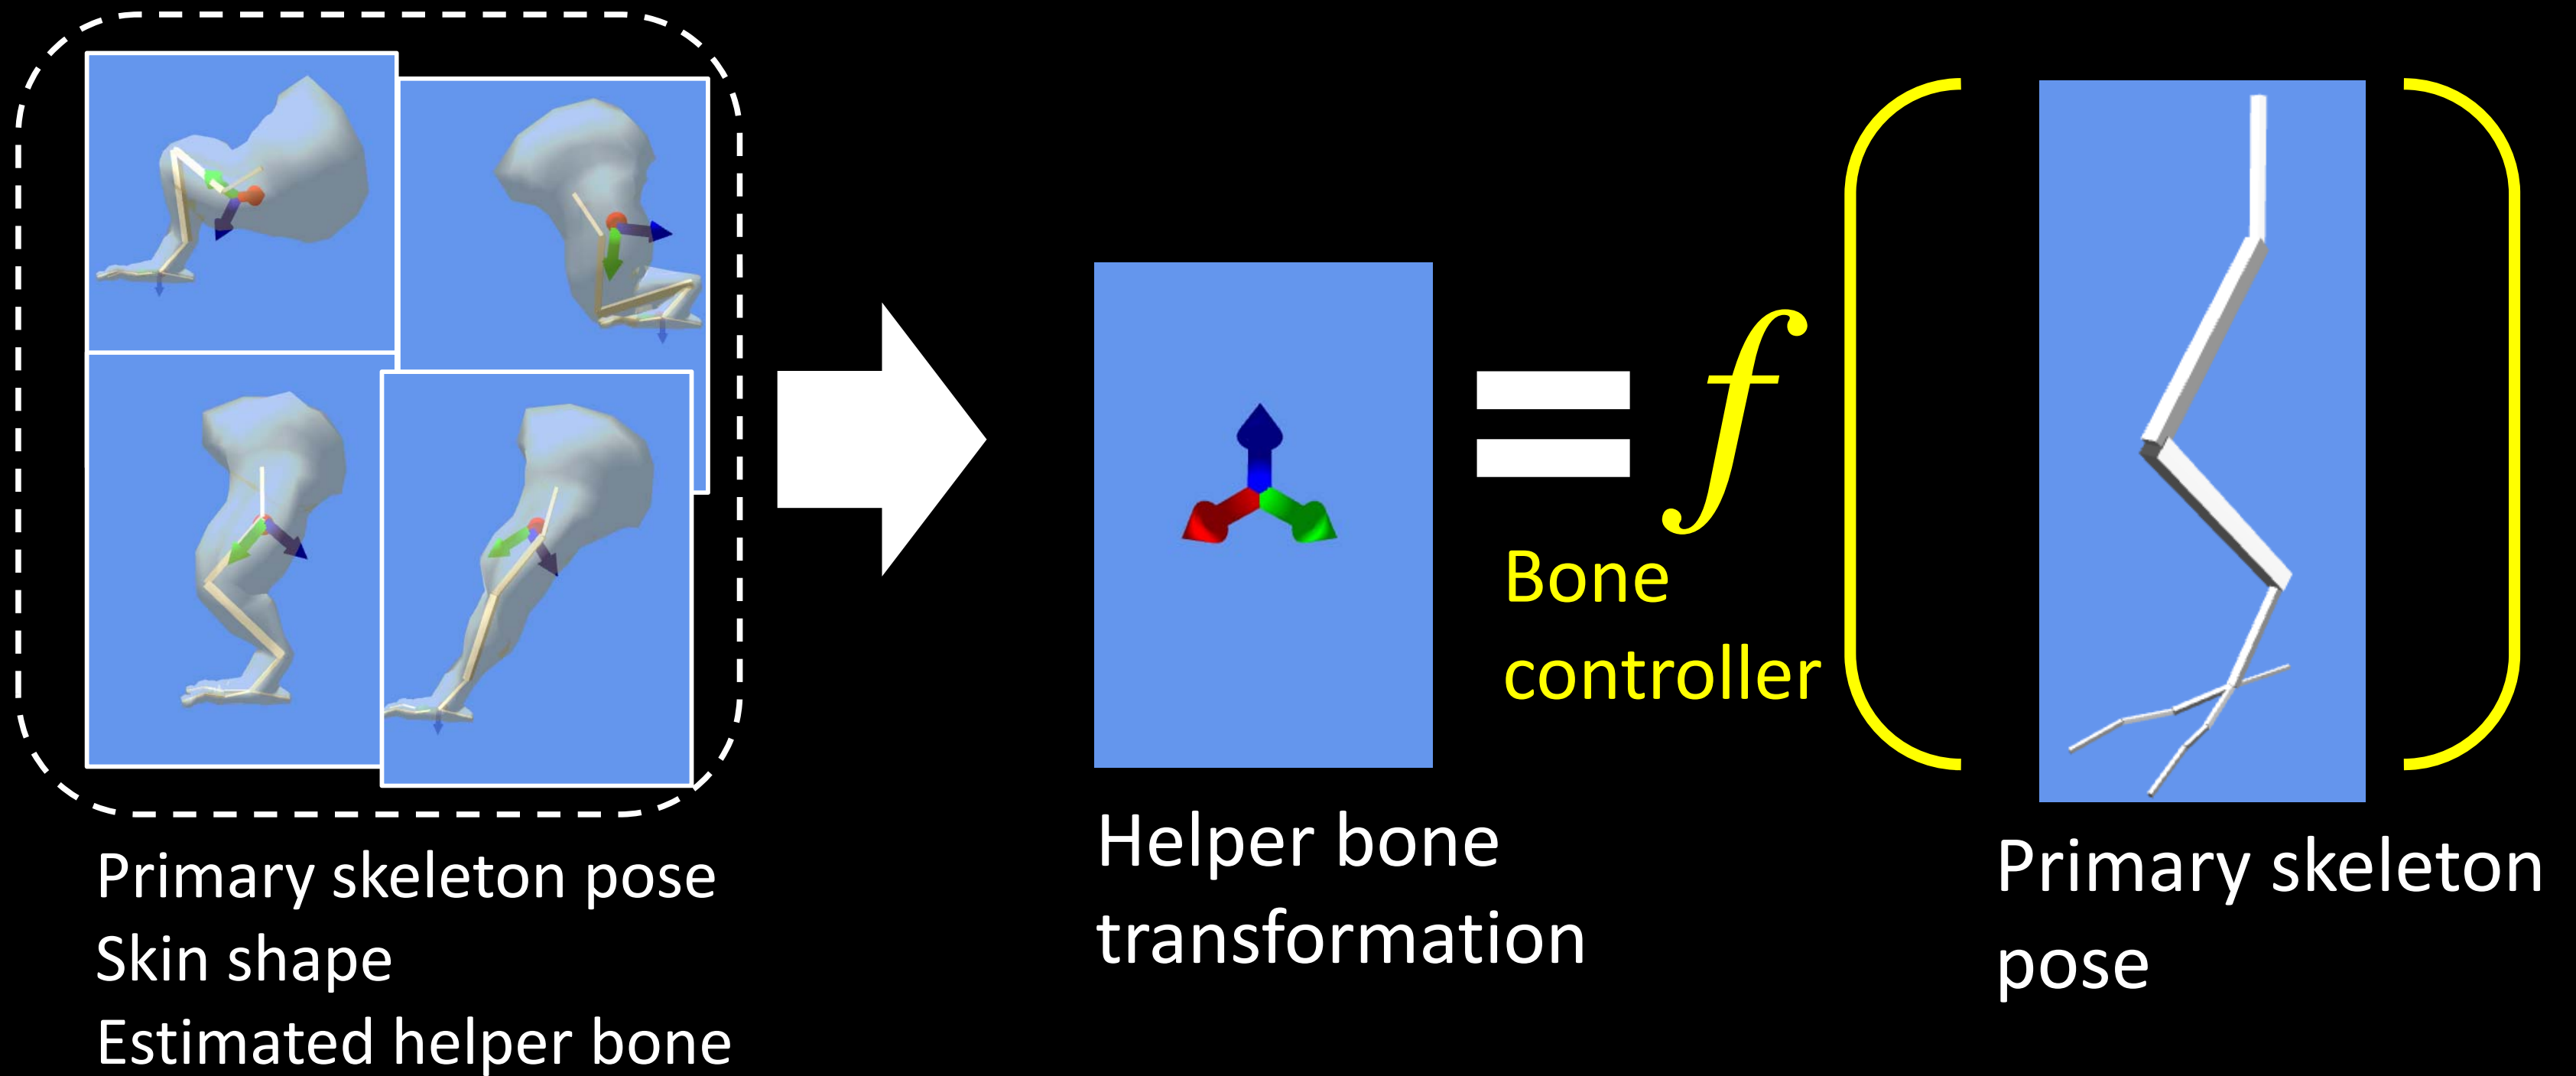 Primary skeleton pose
Skin shape
Estimated helper bone
Helper bone
transformation
=
f
Bone
controller
(
)
Primary skeleton
pose